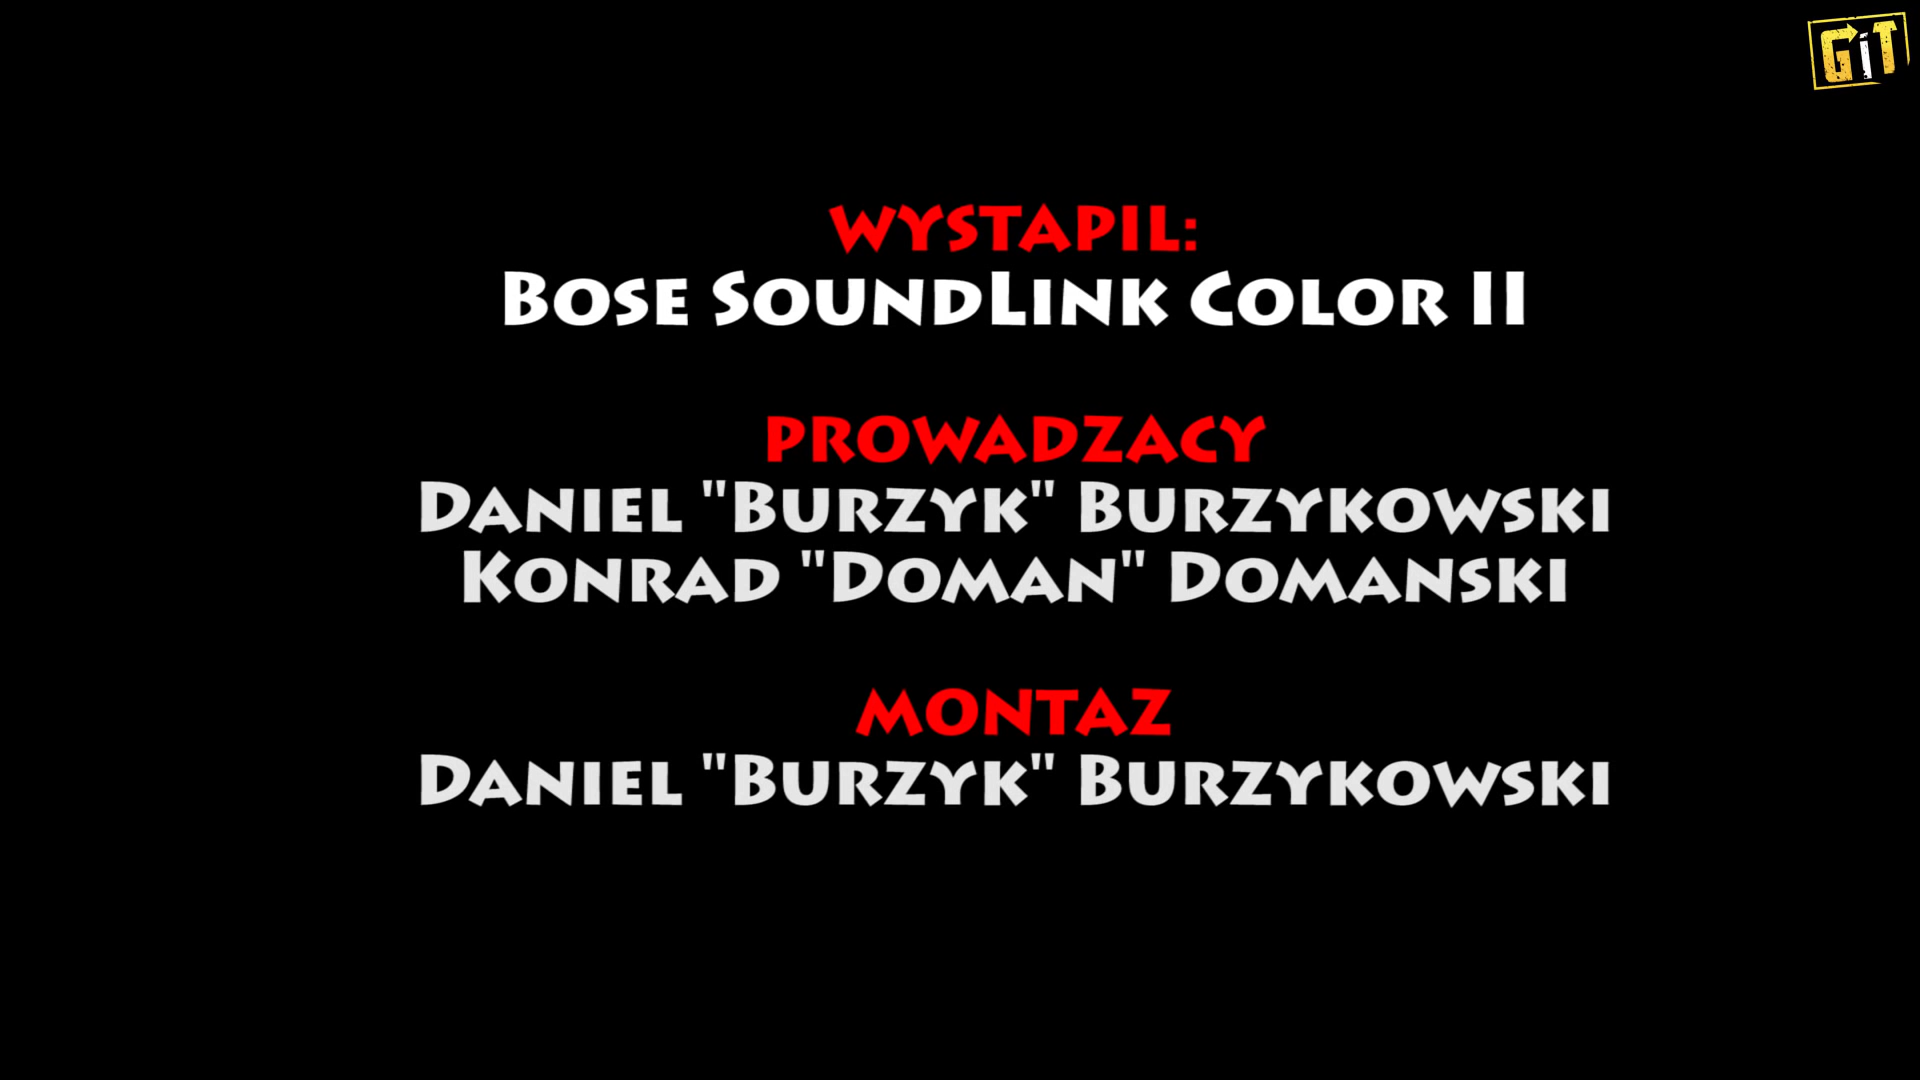 GiT
WYSTAPIL:
BOSE SOUNDLINK COLOR II
PROWADZACY
DANIEL "BURZYK" BURZYKOWSKI
KONRAD "DOMAN" DOMANSKI
MONTAZ
DANIEL "BURZYK" BURZYKOWSKI